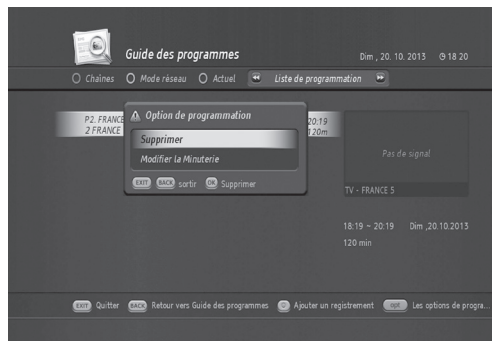 Guide des programmes
Dim , 20. 10. 2013 18 20
Chaînes Mode réseau Actuel Liste de programmation
Option de programmation
P2. FRANCE 20:19
2 FRANCE 120m
Supprimer
Modifier la Minuterie
EXIT BACK sortir OK Supprimer
Pas de signal
TV - FRANCE 5
18:19 ~ 20:19 Dim ,20.10.2013
120 min
EXIT Quitter BACK Retour vers Guide des programmes Ajouter un registrement opt Les options de progra...